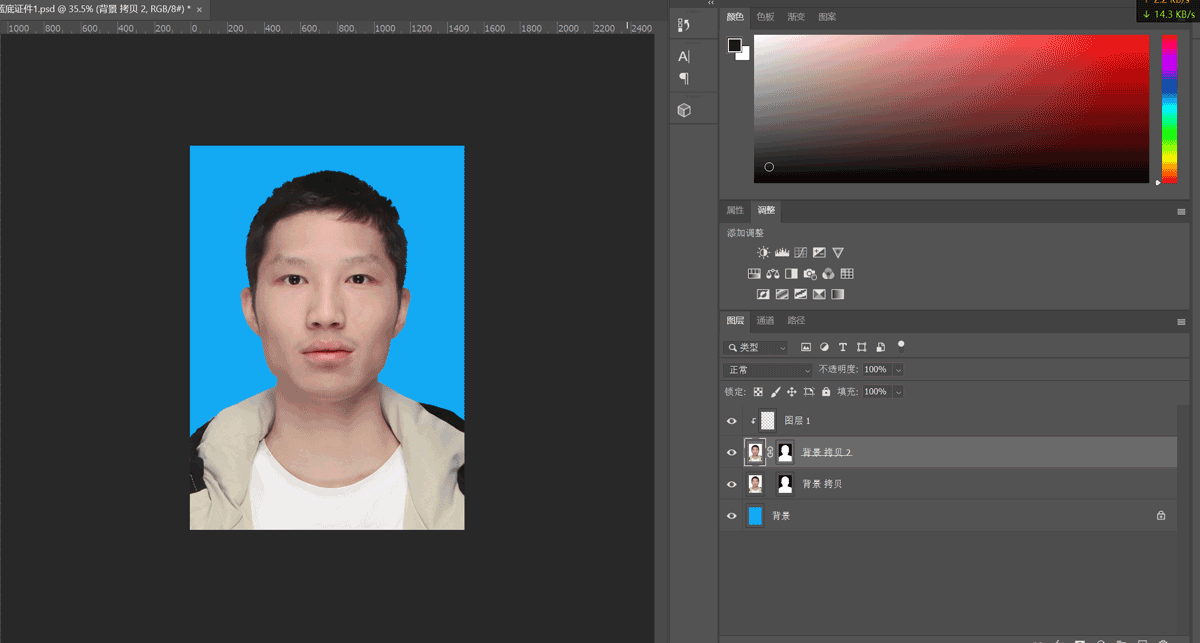 蓝底证件1.psd @ 35.5% (背景 拷贝 2, RGB/8#) * ×
1000 800 600 400 200 0 200 400 600 800 1000 1200 1400 1600 1800 2000 2200 2400
颜色 色板 渐变 图案
↑ 2.2 KB/s
↓ 14.3 KB/s
属性 调整
添加调整
图层 通道 路径
类型
正常 不透明度: 100%
锁定: 填充: 100%
图层 1
背景 拷贝 2
背景 拷贝
背景